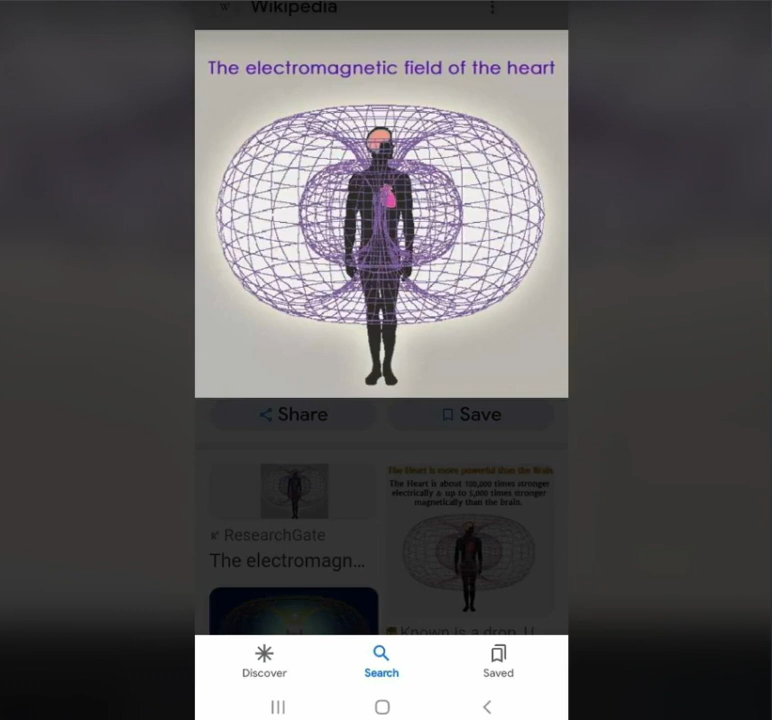 W Wikipedia
The electromagnetic field of the heart
Share
Save
The Heart is more powerful than the Brain
The Heart is about 100,000 times stronger
electrically & up to 5,000 times stronger
magnetically than the brain.
ResearchGate
The electromagn...
Known is a drop, U
Discover
Search
Saved